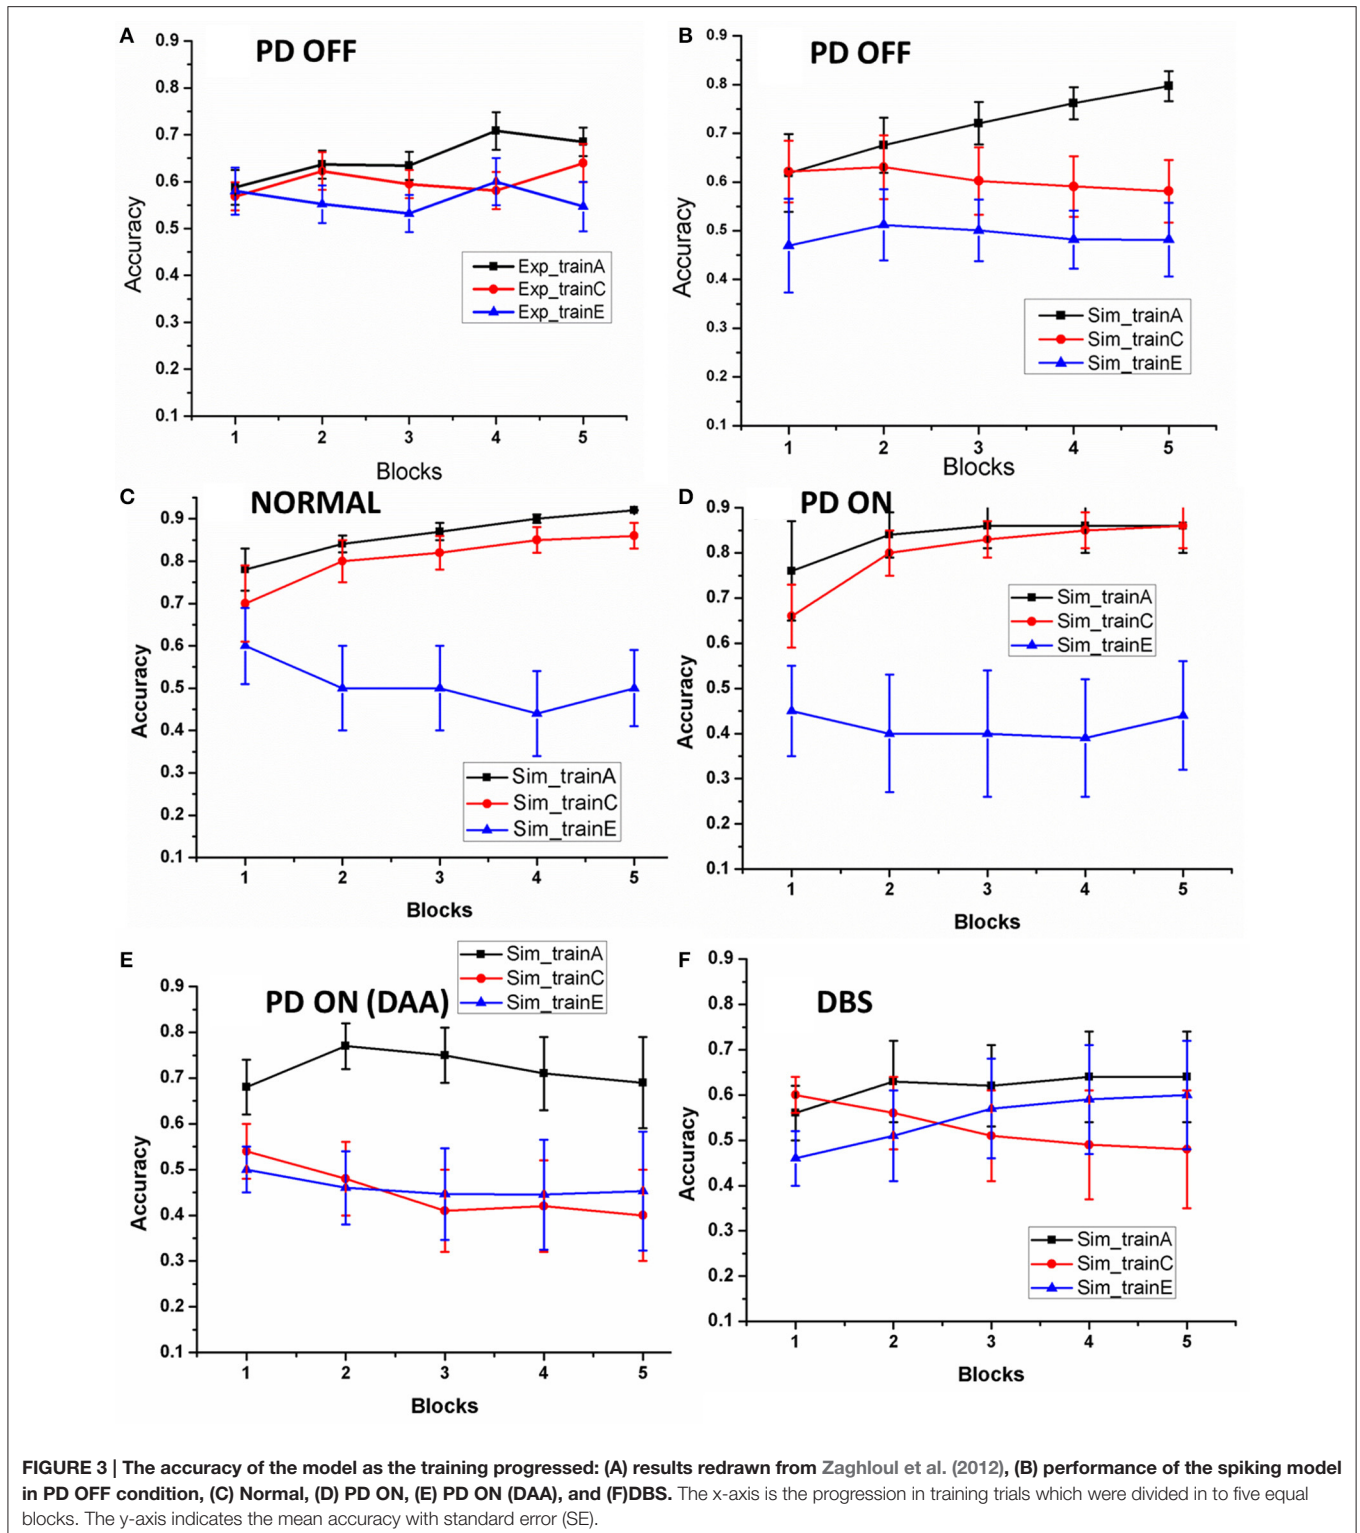 A
PD OFF
0.9
0.8
0.7
0.6
0.5
0.4
0.3
0.2
0.1
Accuracy
Exp_trainA
Exp_trainC
Exp_trainE
1 2 3 4 5
Blocks
B
PD OFF
0.9
0.8
0.7
0.6
0.5
0.4
0.3
0.2
0.1
Accuracy
Sim_trainA
Sim_trainC
Sim_trainE
1 2 3 4 5
Blocks
C
NORMAL
0.9
0.8
0.7
0.6
0.5
0.4
0.3
0.2
0.1
Accuracy
Sim_trainA
Sim_trainC
Sim_trainE
1 2 3 4 5
Blocks
D
PD ON
0.9
0.8
0.7
0.6
0.5
0.4
0.3
0.2
0.1
Accuracy
Sim_trainA
Sim_trainC
Sim_trainE
1 2 3 4 5
Blocks
E
Sim_trainA
Sim_trainC
Sim_trainE
PD ON (DAA)
0.9
0.8
0.7
0.6
0.5
0.4
0.3
0.2
0.1
Accuracy
1 2 3 4 5
Blocks
F
DBS
0.9
0.8
0.7
0.6
0.5
0.4
0.3
0.2
0.1
Accuracy
Sim_trainA
Sim_trainC
Sim_trainE
1 2 3 4 5
Blocks
FIGURE 3 | The accuracy of the model as the training progressed: (A) results redrawn from Zaghloul et al. (2012), (B) performance of the spiking model
in PD OFF condition, (C) Normal, (D) PD ON, (E) PD ON (DAA), and (F)DBS. The x-axis is the progression in training trials which were divided in to five equal
blocks. The y-axis indicates the mean accuracy with standard error (SE).